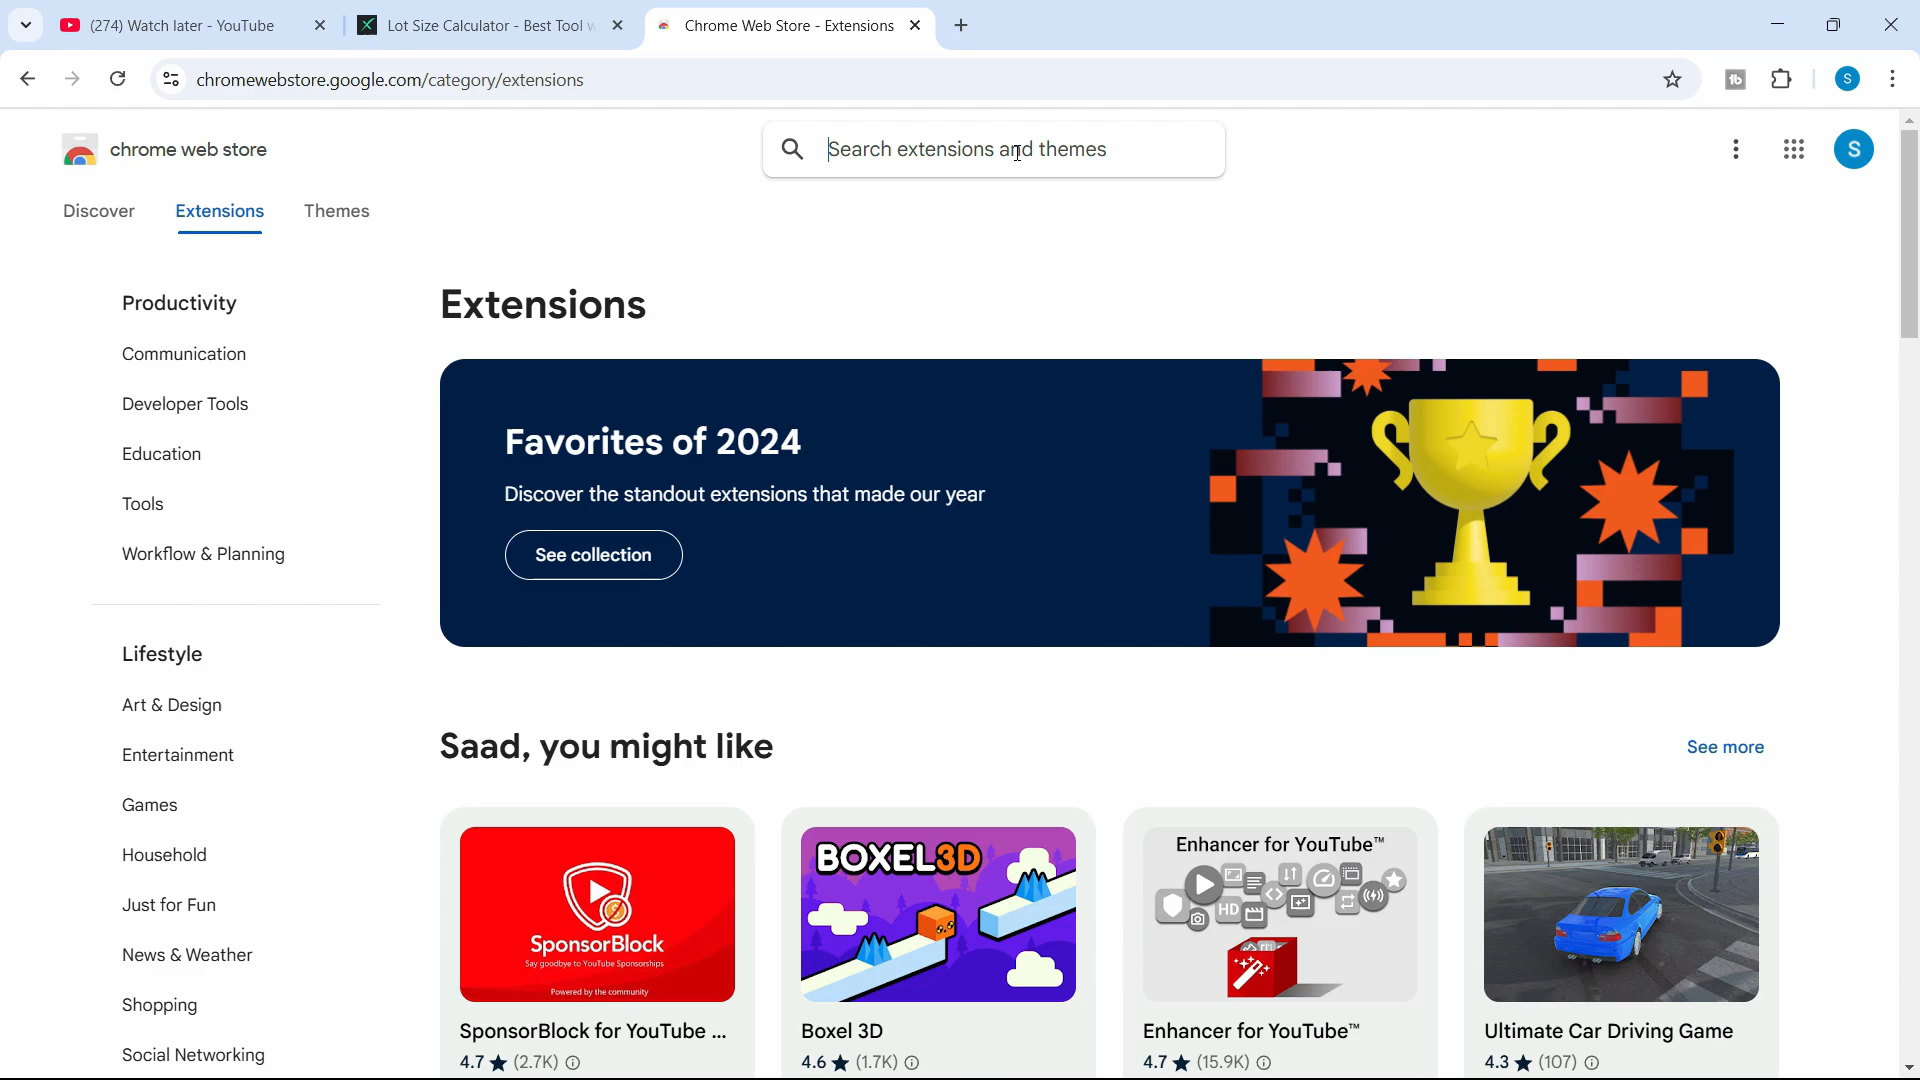 (274) Watch later - YouTube
Lot Size Calculator - Best Tool w
Chrome Web Store - Extensions
chromewebstore.google.com/category/extensions
tb
S
chrome web store
Search extensions and themes
S
Discover
Extensions
Themes
Productivity
Communication
Developer Tools
Education
Tools
Workflow & Planning
Lifestyle
Art & Design
Entertainment
Games
Household
Just for Fun
News & Weather
Shopping
Social Networking
Extensions
Favorites of 2024
Discover the standout extensions that made our year
See collection
Saad, you might like
See more
SponsorBlock
Say goodbye to YouTube Sponsorships
Powered by the community
SponsorBlock for YouTube ...
4.7 ★ (2.7K)
BOXEL3D
Boxel 3D
4.6 ★ (1.7K)
Enhancer for YouTube™
HD
Enhancer for YouTube™
4.7 ★ (15.9K)
Ultimate Car Driving Game
4.3 ★ (107)